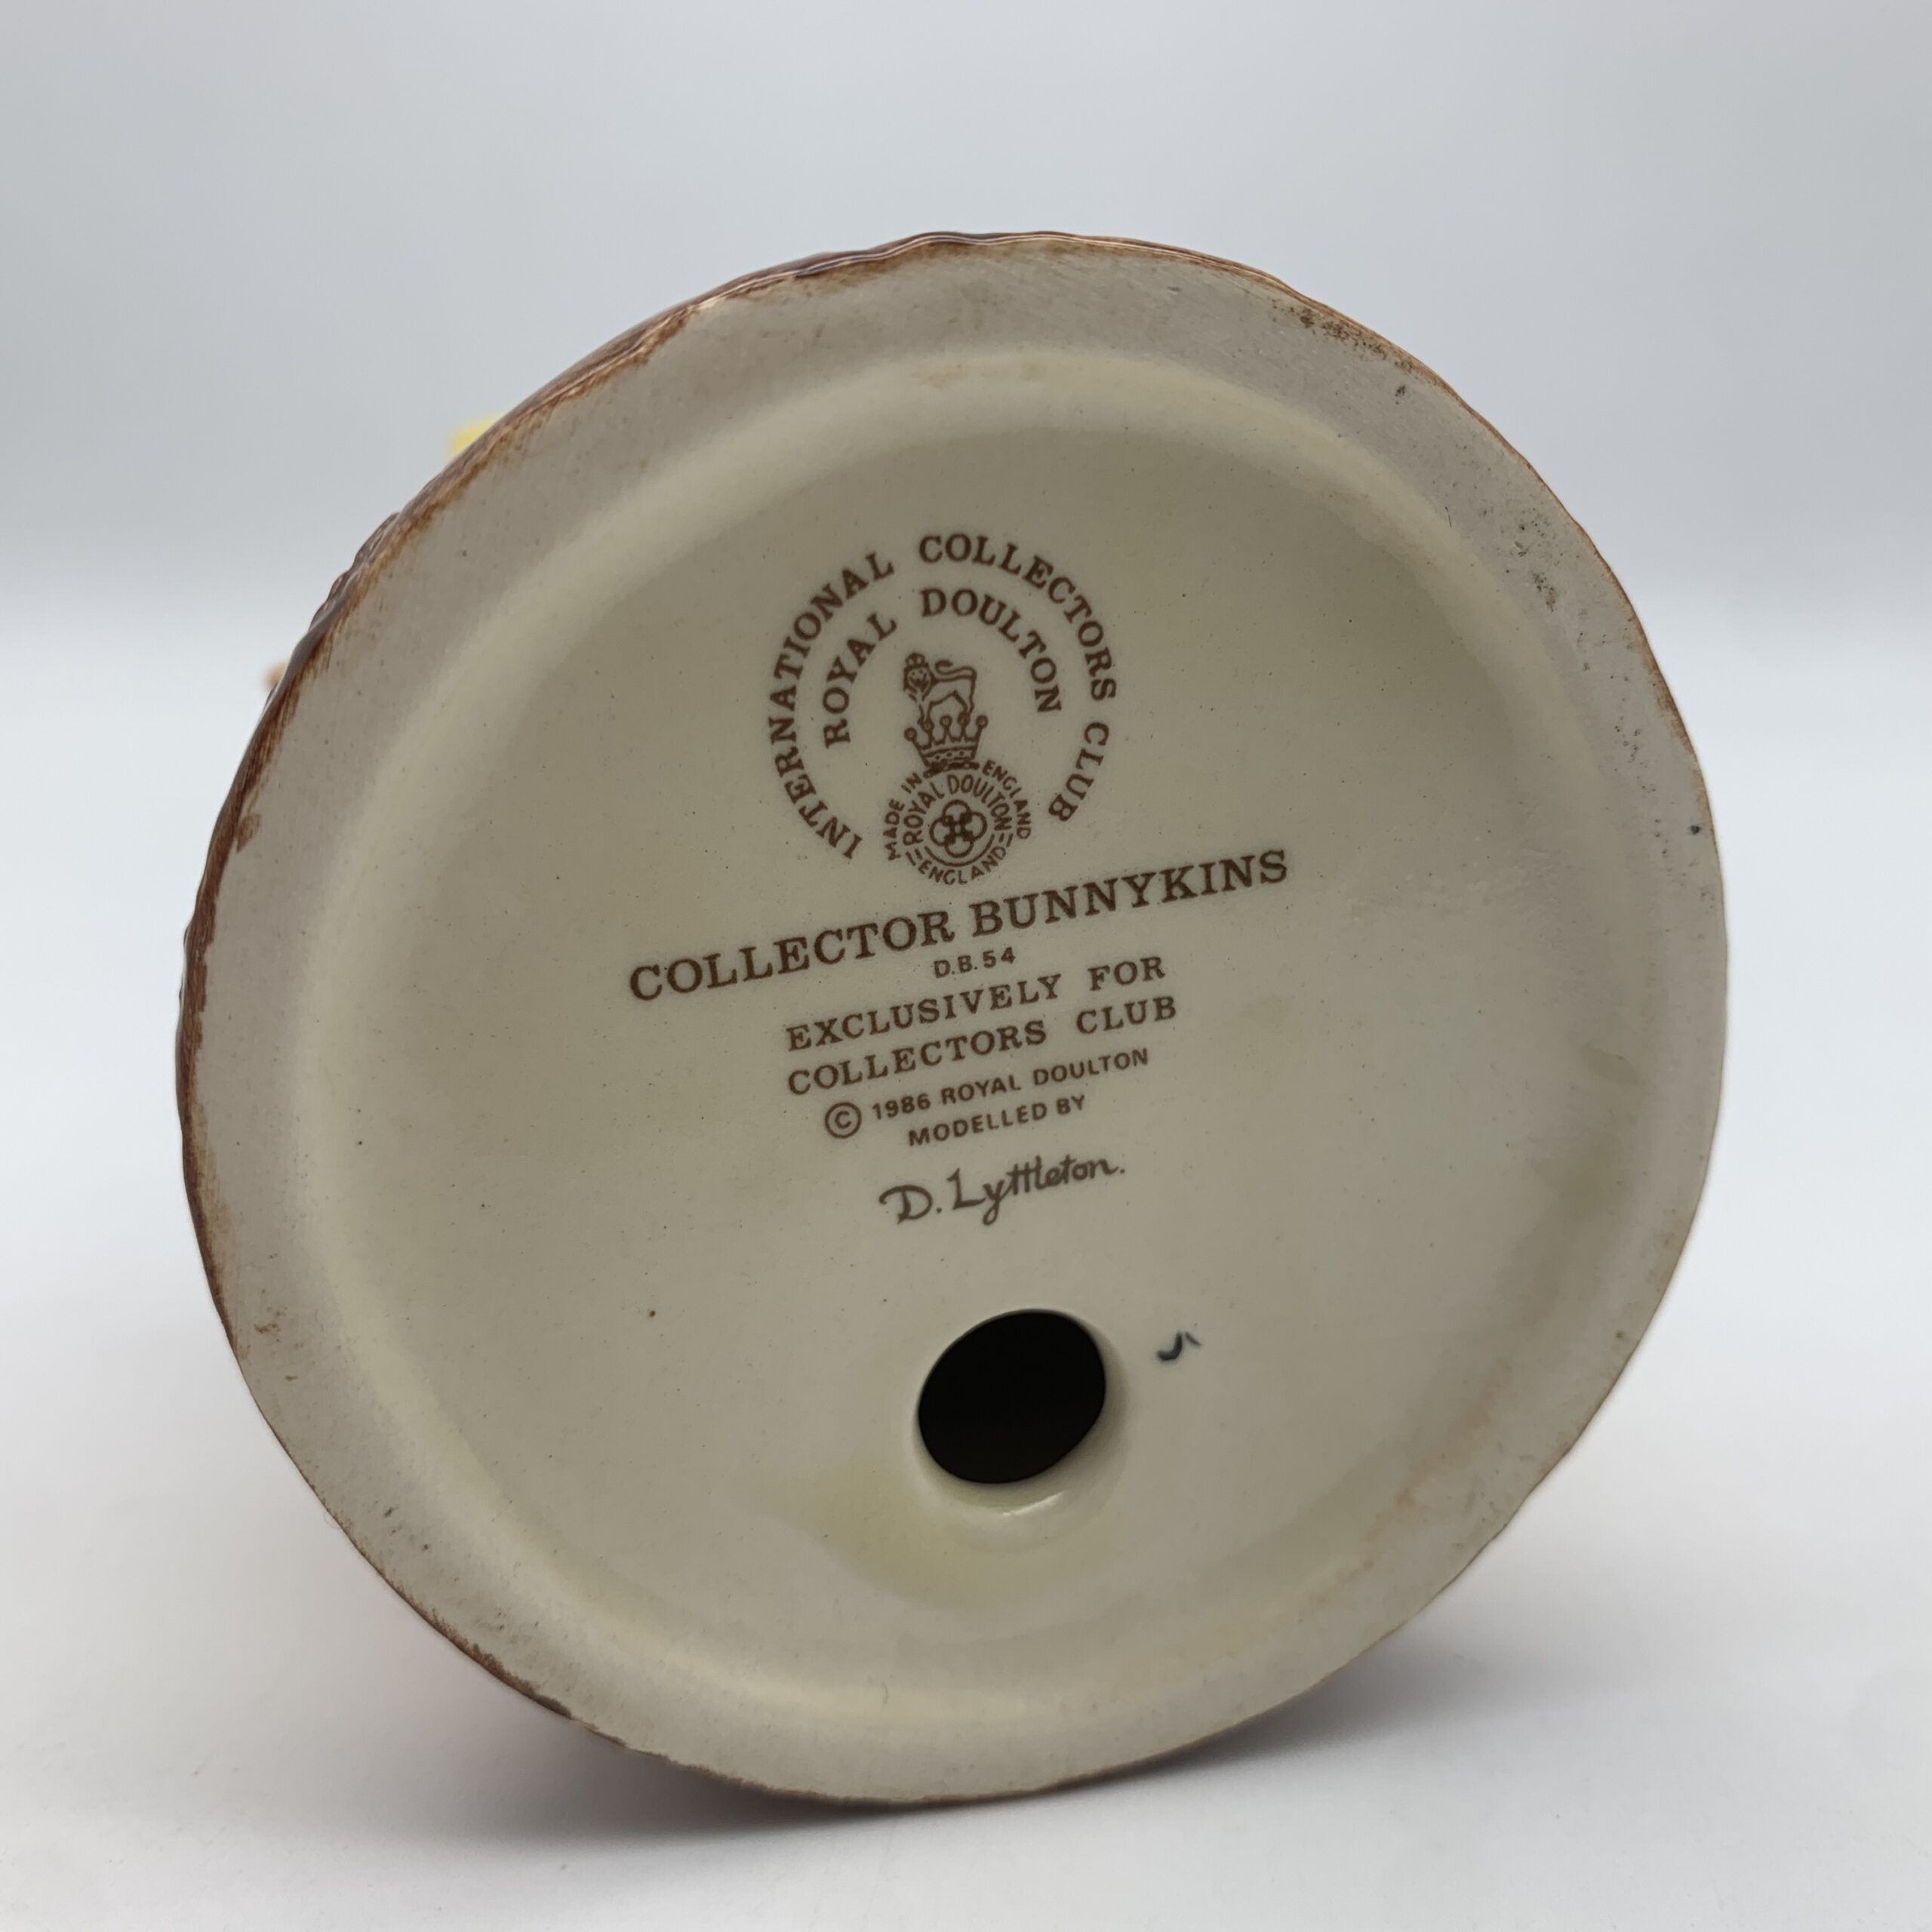 INTERNATIONAL COLLECTORS CLUB
ROYAL DOULTON
MADE IN ENGLAND
ROYAL DOULTON
ENGLAND
COLLECTOR BUNNYKINS
D.B.54
EXCLUSIVELY FOR
COLLECTORS CLUB
© 1986 ROYAL DOULTON
MODELLED BY
D. Lyttleton.